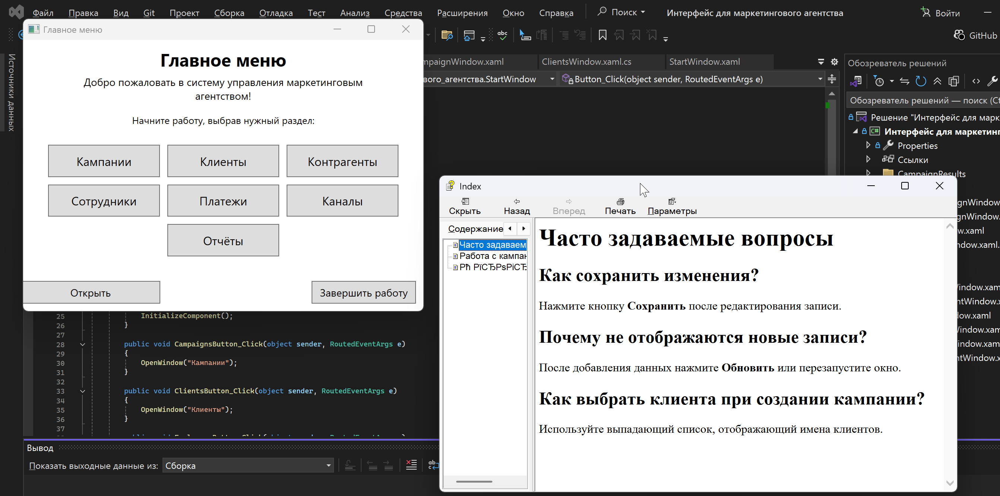 Файл Правка Вид Git Проект Сборка Отладка Тест Анализ Средства Расширения Окно Справка Поиск Интерфейс для маркетингового агентства Войти
GitHub
Источники данных
Главное меню
Главное меню
Добро пожаловать в систему управления маркетинговым
агентством!
Начните работу, выбрав нужный раздел:
Кампании Клиенты Контрагенты
Сотрудники Платежи Каналы
Отчёты
Открыть Завершить работу
mpaignWindow.xaml ClientsWindow.xaml.cs StartWindow.xaml
вого_агентства.StartWindow Button_Click(object sender, RoutedEventArgs e)
25 InitializeComponent();
26 }
27
28 public void CampaignsButton_Click(object sender, RoutedEventArgs e)
29 {
30 OpenWindow("Кампании");
31 }
32
33 public void ClientsButton_Click(object sender, RoutedEventArgs e)
34 {
35 OpenWindow("Клиенты");
36 }
37
Вывод
Показать выходные данные из: Сборка
Index
Скрыть Назад Вперед Печать Параметры
Содержание
Часто задаваем
Работа с кампан
Рћ РїСЂРѕРіСЂ
Часто задаваемые вопросы
Как сохранить изменения?
Нажмите кнопку Сохранить после редактирования записи.
Почему не отображаются новые записи?
После добавления данных нажмите Обновить или перезапустите окно.
Как выбрать клиента при создании кампании?
Используйте выпадающий список, отображающий имена клиентов.
Обозреватель решений
Обозреватель решений — поиск (Ct
Решение "Интерфейс для марк
C# Интерфейс для маркетинг
Properties
Ссылки
CampaignResults
gnWindow
gnWindow.
w.xaml
ndow.xaml.
Window.xam
ntWindow.x
dow.xaml
Window.xam
indow.xam
ntWindow.x